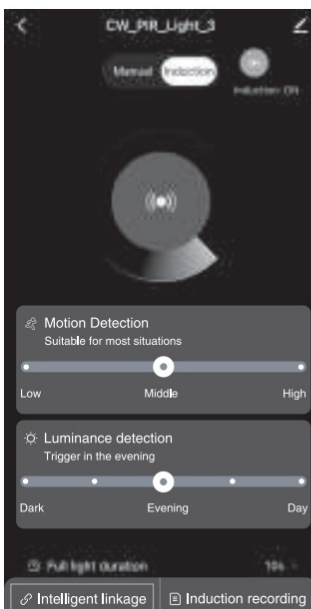 CW_PIR_Light_3
Manual Induction
Induction: ON
Motion Detection
Suitable for most situations
Low Middle High
Luminance detection
Trigger in the evening
Dark Evening Day
Full light duration 10s
Intelligent linkage Induction recording